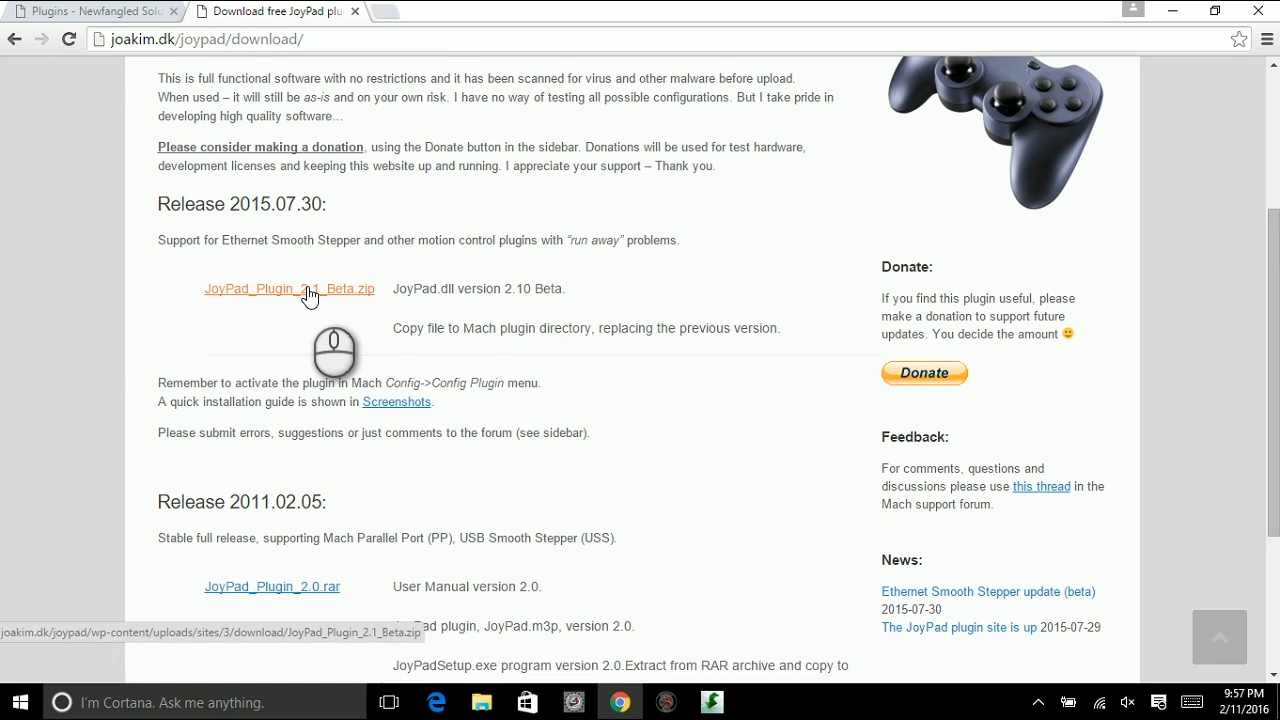 Plugins - Newfangled Solu
Download free JoyPad plu
joakim.dk/joypad/download/
This is full functional software with no restrictions and it has been scanned for virus and other malware before upload.
When used – it will still be as-is and on your own risk. I have no way of testing all possible configurations. But I take pride in
developing high quality software...
Please consider making a donation, using the Donate button in the sidebar. Donations will be used for test hardware,
development licenses and keeping this website up and running. I appreciate your support – Thank you.
Release 2015.07.30:
Support for Ethernet Smooth Stepper and other motion control plugins with "run away" problems.
JoyPad_Plugin_2.1_Beta.zip JoyPad.dll version 2.10 Beta.
Copy file to Mach plugin directory, replacing the previous version.
Remember to activate the plugin in Mach Config->Config Plugin menu.
A quick installation guide is shown in Screenshots.
Please submit errors, suggestions or just comments to the forum (see sidebar).
Release 2011.02.05:
Stable full release, supporting Mach Parallel Port (PP), USB Smooth Stepper (USS).
JoyPad_Plugin_2.0.rar User Manual version 2.0.
plugin, JoyPad.m3p, version 2.0.
JoyPadSetup.exe program version 2.0.Extract from RAR archive and copy to
Donate:
If you find this plugin useful, please
make a donation to support future
updates. You decide the amount
Donate
Feedback:
For comments, questions and
discussions please use this thread in the
Mach support forum.
News:
Ethernet Smooth Stepper update (beta)
2015-07-30
The JoyPad plugin site is up 2015-07-29
joakim.dk/joypad/wp-content/uploads/sites/3/download/JoyPad_Plugin_2.1_Beta.zip
I'm Cortana. Ask me anything.
9:57 PM
2/11/2016